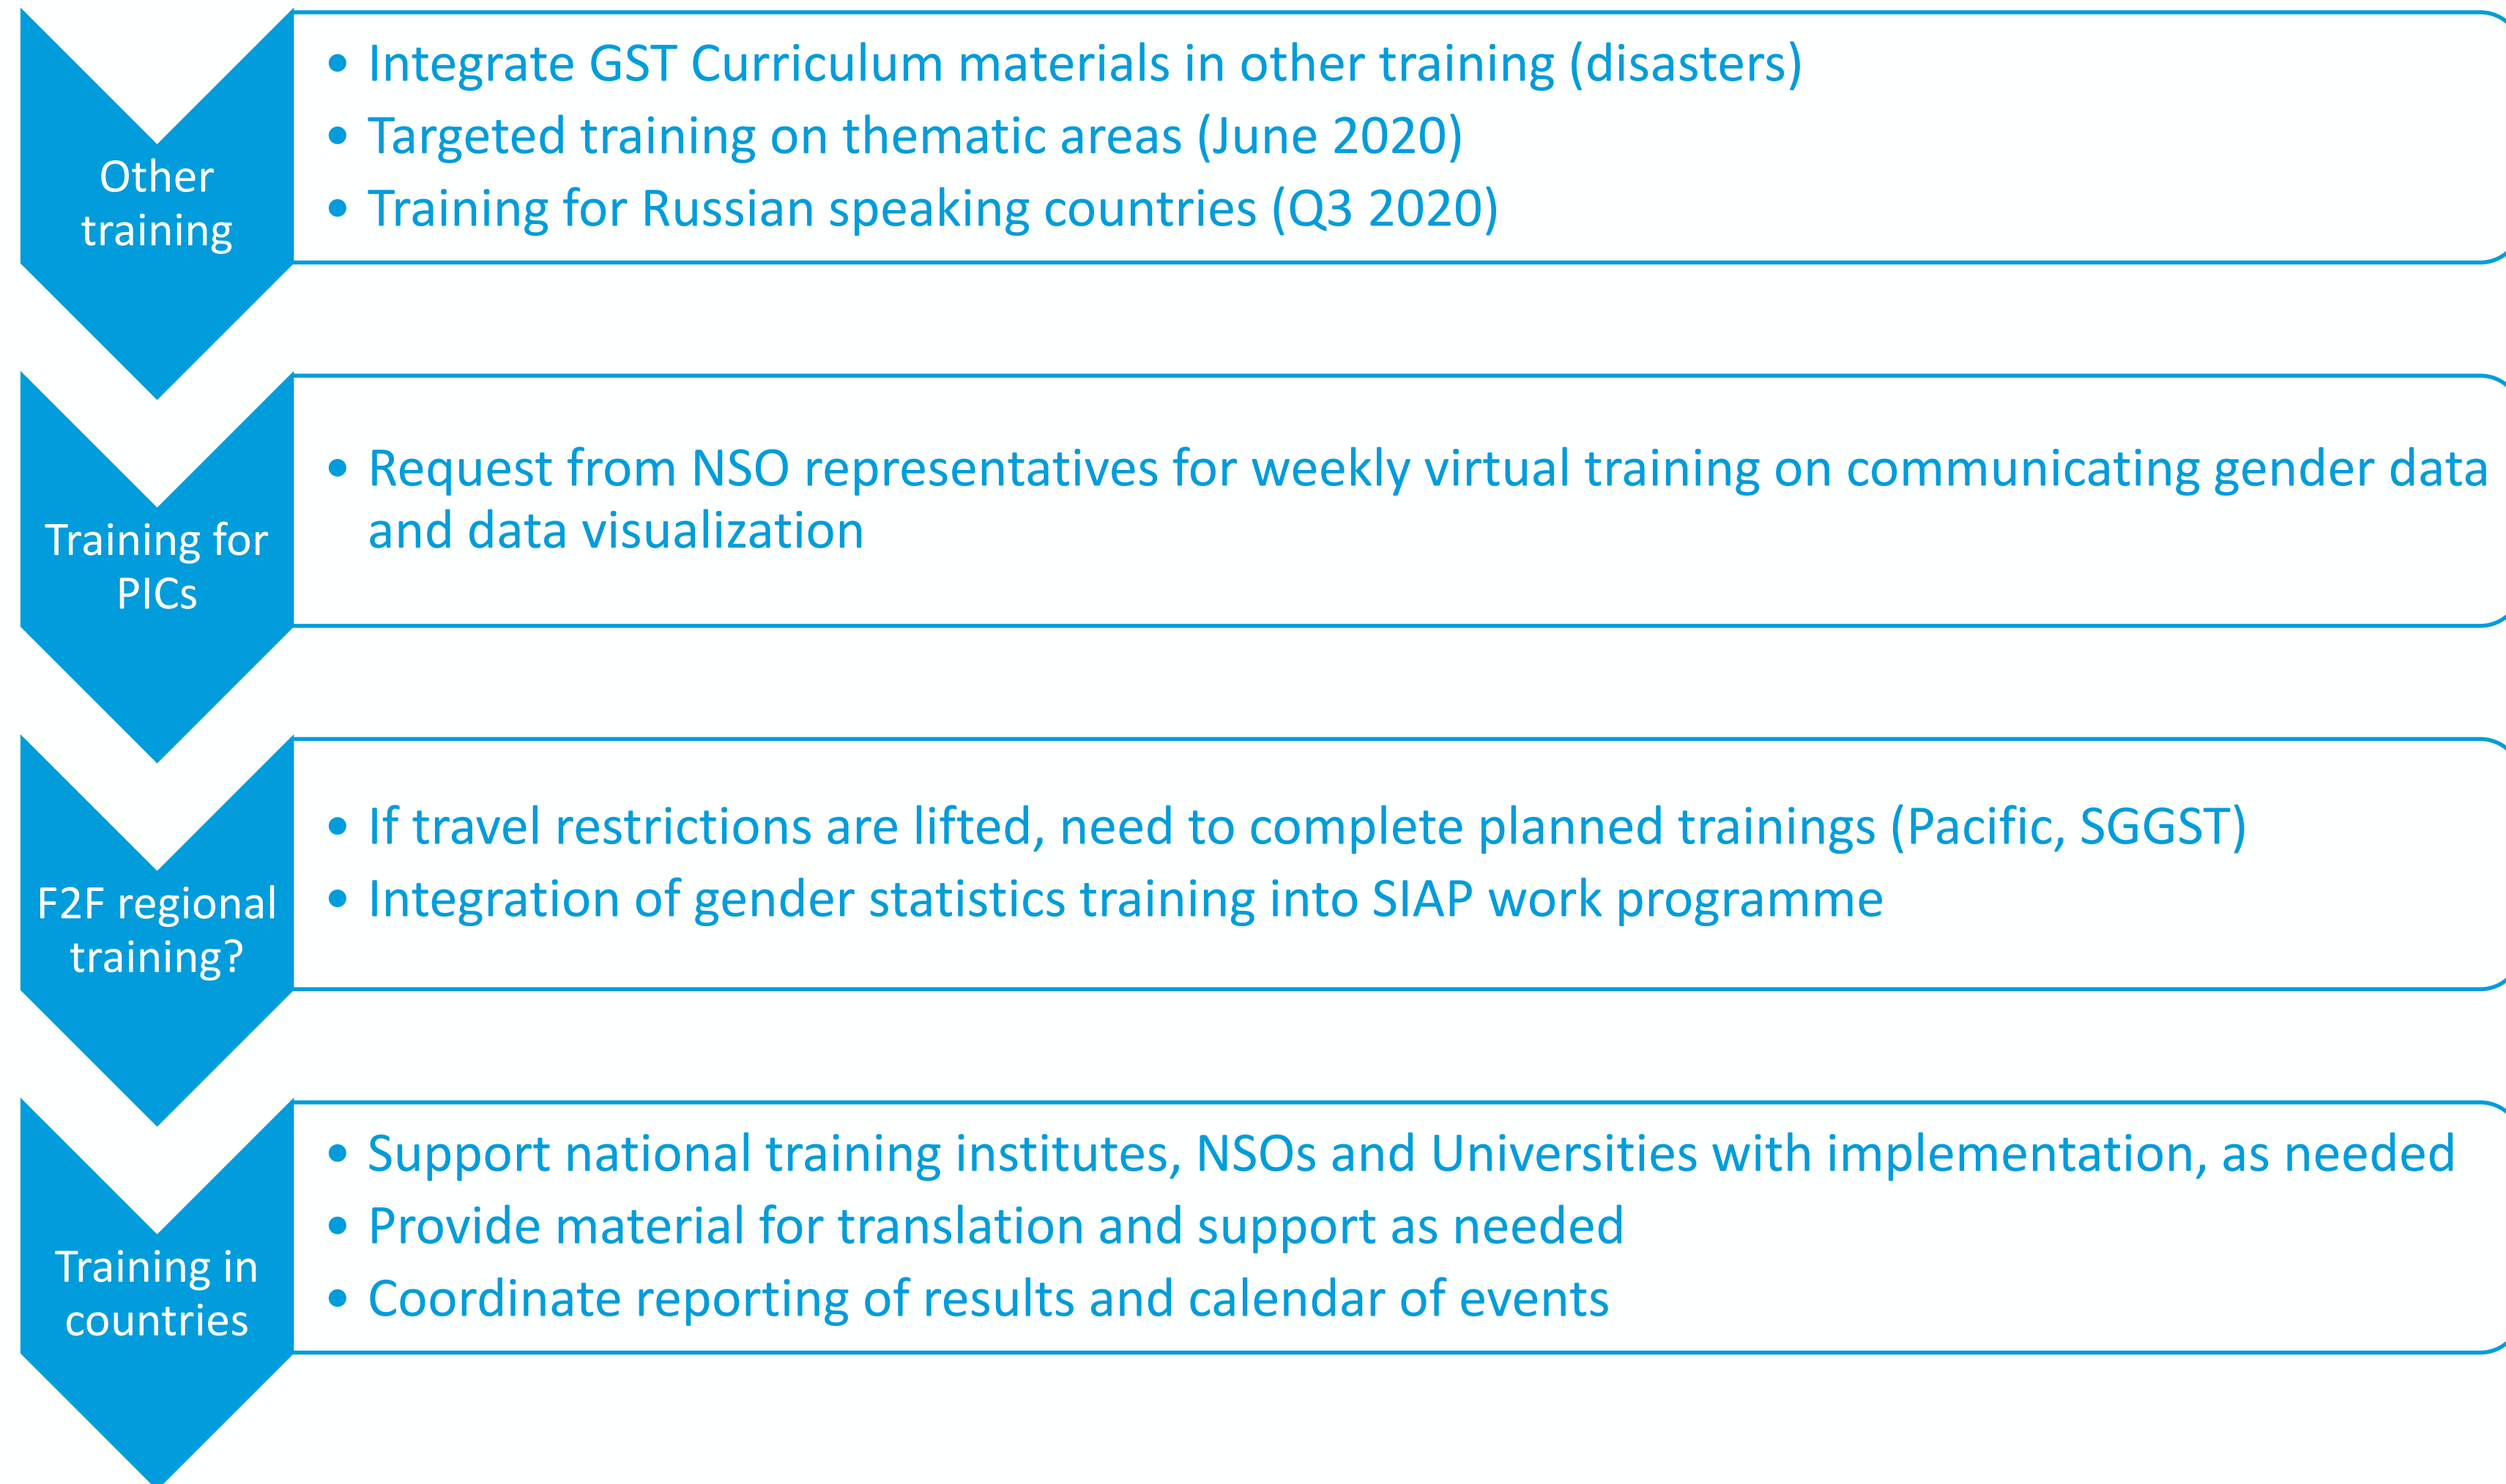 Other
training
• Integrate GST Curriculum materials in other training (disasters)
• Targeted training on thematic areas (June 2020)
• Training for Russian speaking countries (Q3 2020)
Training for
PICs
• Request from NSO representatives for weekly virtual training on communicating gender data
and data visualization
F2F regional
training?
• If travel restrictions are lifted, need to complete planned trainings (Pacific, SGGST)
• Integration of gender statistics training into SIAP work programme
Training in
countries
• Support national training institutes, NSOs and Universities with implementation, as needed
• Provide material for translation and support as needed
• Coordinate reporting of results and calendar of events